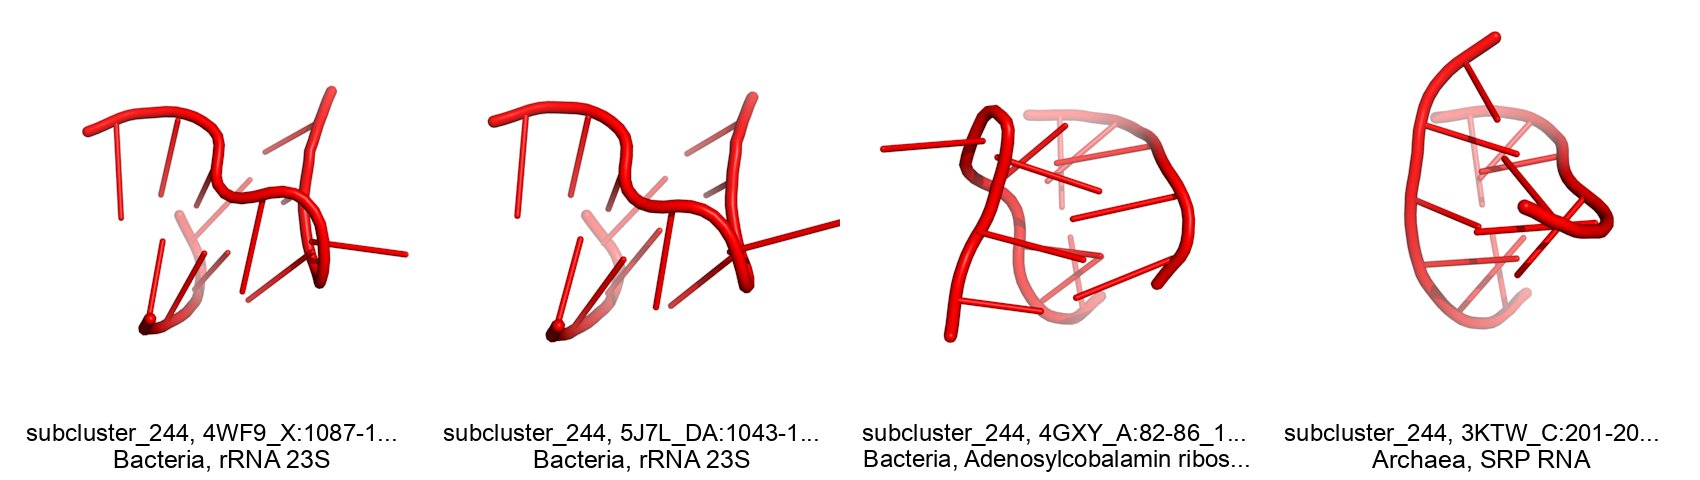 subcluster_244, 4WF9_X:1087-1...
Bacteria, rRNA 23S
subcluster_244, 5J7L_DA:1043-1...
Bacteria, rRNA 23S
subcluster_244, 4GXY_A:82-86_1...
Bacteria, Adenosylcobalamin ribos...
subcluster_244, 3KTW_C:201-20...
Archaea, SRP RNA